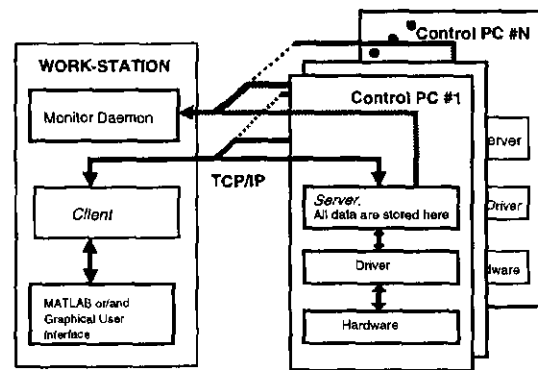 Control PC #N
WORK-STATION
Control PC #1
Monitor Daemon
TCP/IP
Client
Server.
All data are stored here
Driver
Hardware
MATLAB or/and
Graphical User
Interface
erver
Driver
dware